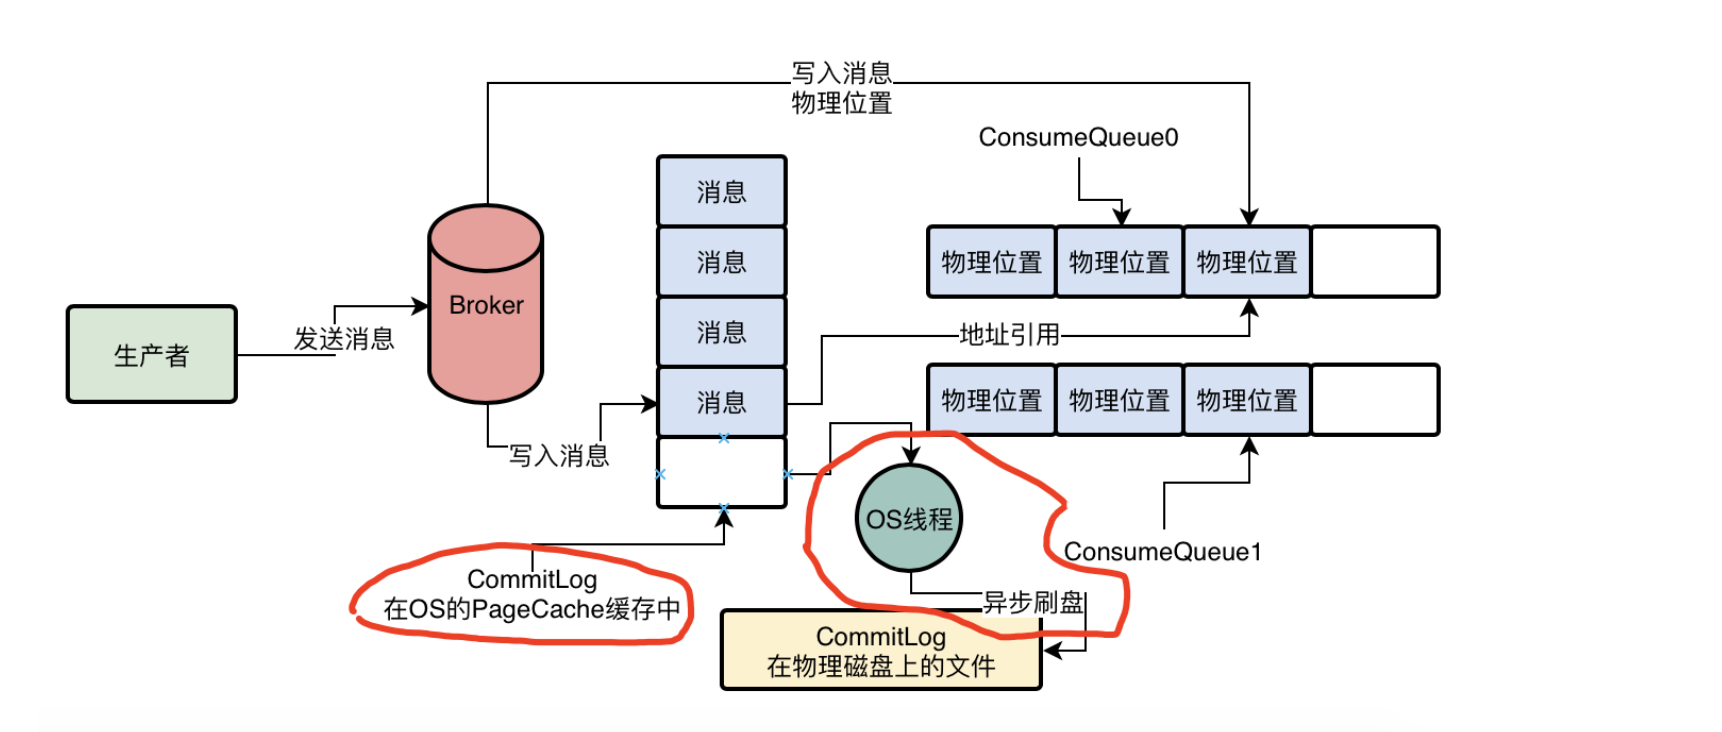 写入消息
物理位置
ConsumeQueue0
消息
消息
物理位置
物理位置
物理位置
Broker
消息
发送消息
地址引用
生产者
消息
物理位置
物理位置
物理位置
写入消息
OS线程
ConsumeQueue1
CommitLog
在OS的PageCache缓存中
异步刷盘
CommitLog
在物理磁盘上的文件